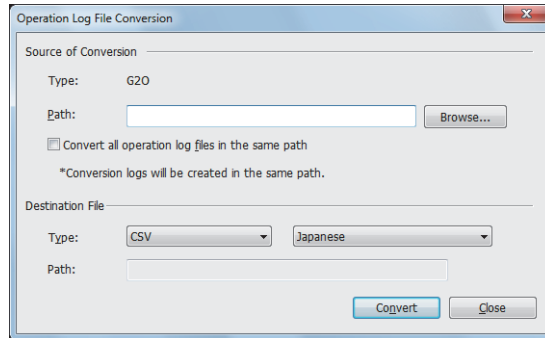 Operation Log File Conversion
Source of Conversion
Type: G2O
Path: Browse...
Convert all operation log files in the same path
*Conversion logs will be created in the same path.
Destination File
Type: CSV Japanese
Path:
Convert Close